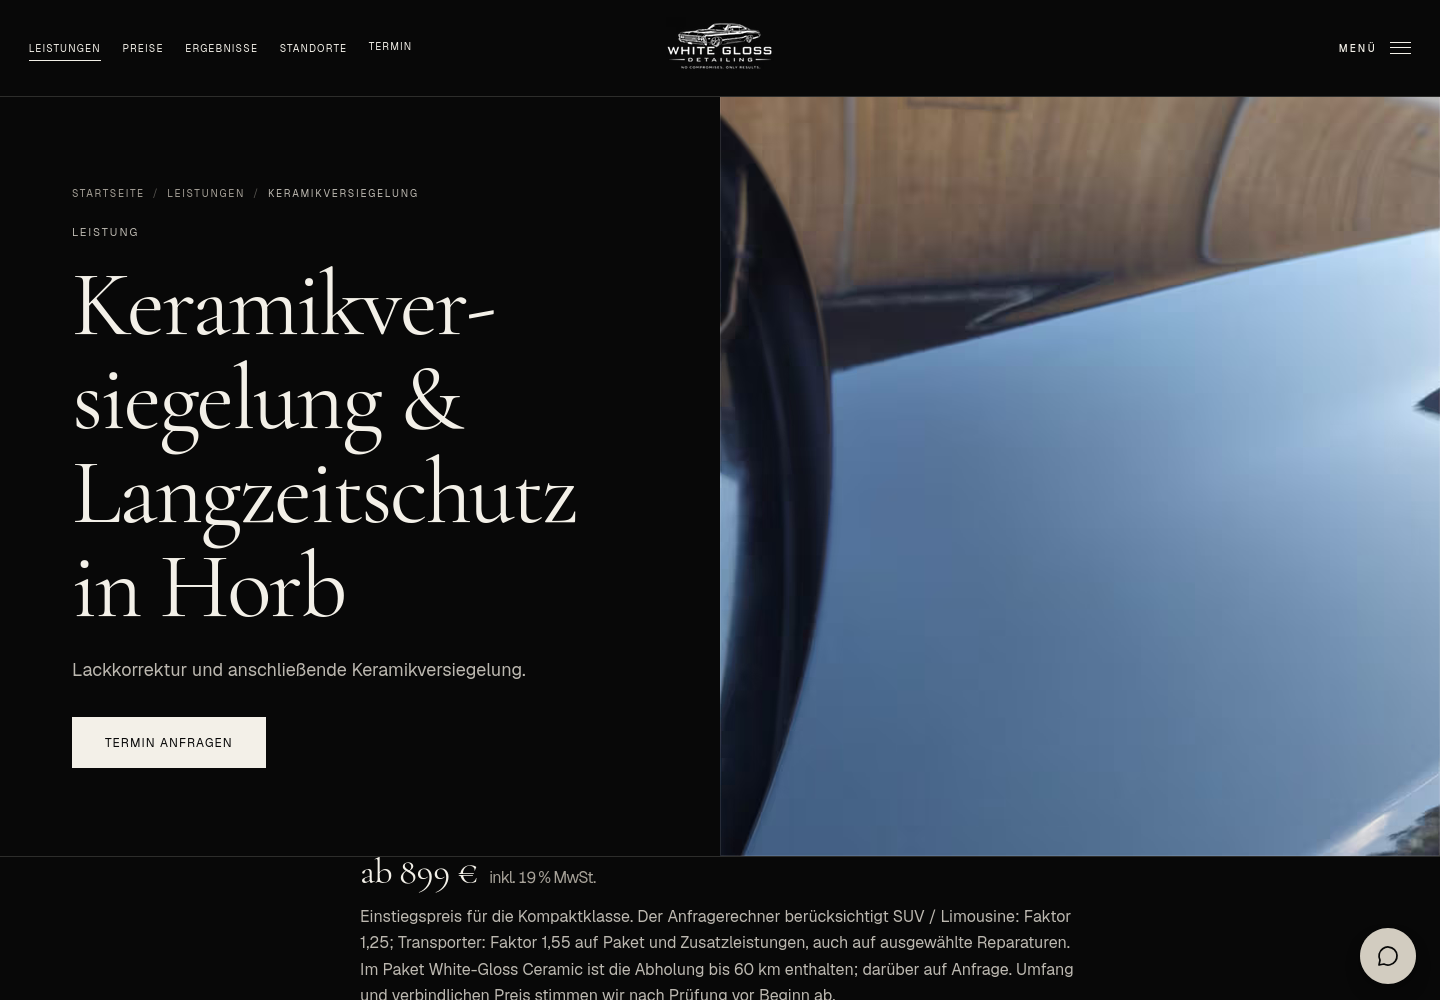 LEISTUNGEN PREISE ERGEBNISSE STANDORTE TERMIN
WHITE GLOSS
DETAILING
NO COMPROMISES. ONLY RESULTS.
MENÜ
STARTSEITE / LEISTUNGEN / KERAMIKVERSIEGELUNG
LEISTUNG
Keramikver-
siegelung &
Langzeitschutz
in Horb
Lackkorrektur und anschließende Keramikversiegelung.
TERMIN ANFRAGEN
ab 899 € inkl. 19 % MwSt.
Einstiegspreis für die Kompaktklasse. Der Anfragerechner berücksichtigt SUV / Limousine: Faktor
1,25; Transporter: Faktor 1,55 auf Paket und Zusatzleistungen, auch auf ausgewählte Reparaturen.
Im Paket White-Gloss Ceramic ist die Abholung bis 60 km enthalten; darüber auf Anfrage. Umfang
und verbindlichen Preis stimmen wir nach Prüfung vor Beginn ab.